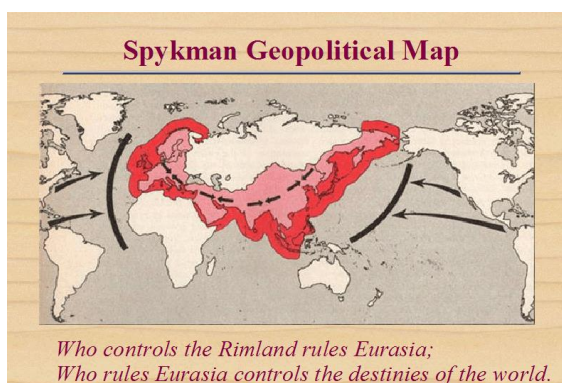 Spykman Geopolitical Map
Who controls the Rimland rules Eurasia;
Who rules Eurasia controls the destinies of the world.